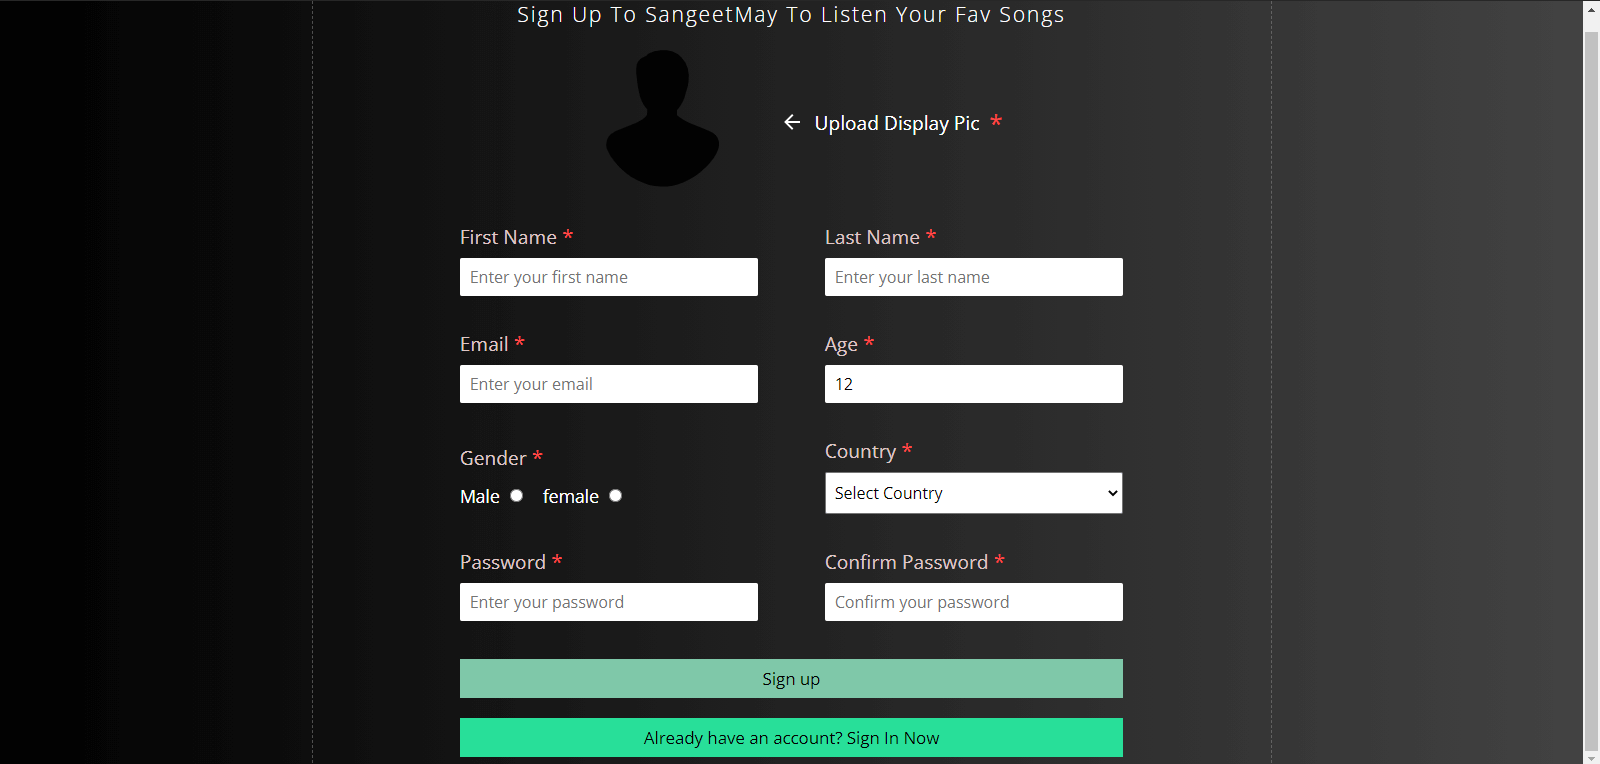 Sign Up To SangeetMay To Listen Your Fav Songs
Upload Display Pic *
First Name *
Last Name *
Enter your first name
Enter your last name
Email *
Age *
Enter your email
12
Gender *
Country *
Male
female
Select Country
Password *
Confirm Password *
Enter your password
Confirm your password
Sign up
Already have an account? Sign In Now